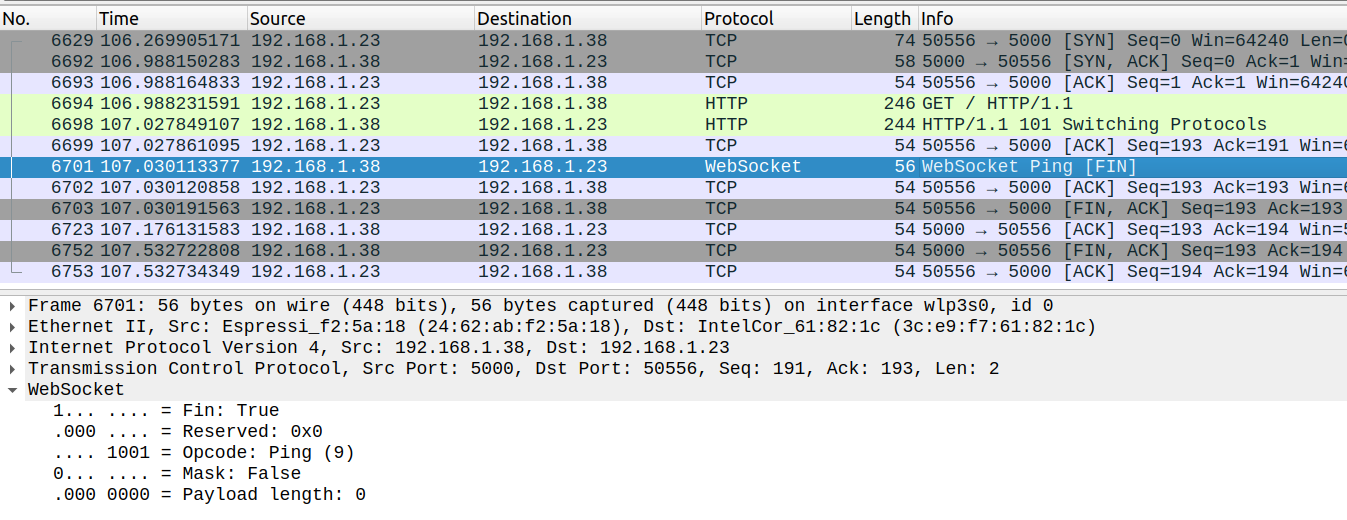 No. Time Source Destination Protocol Length Info
6629 106.269905171 192.168.1.23 192.168.1.38 TCP 74 50556 → 5000 [SYN] Seq=0 Win=64240 Len=0
6692 106.988150283 192.168.1.38 192.168.1.23 TCP 58 5000 → 50556 [SYN, ACK] Seq=0 Ack=1 Win=
6693 106.988164833 192.168.1.23 192.168.1.38 TCP 54 50556 → 5000 [ACK] Seq=1 Ack=1 Win=64240
6694 106.988231591 192.168.1.23 192.168.1.38 HTTP 246 GET / HTTP/1.1
6698 107.027849107 192.168.1.38 192.168.1.23 HTTP 244 HTTP/1.1 101 Switching Protocols
6699 107.027861095 192.168.1.23 192.168.1.38 TCP 54 50556 → 5000 [ACK] Seq=193 Ack=191 Win=6
6701 107.030113377 192.168.1.38 192.168.1.23 WebSocket 56 WebSocket Ping [FIN]
6702 107.030120858 192.168.1.23 192.168.1.38 TCP 54 50556 → 5000 [ACK] Seq=193 Ack=193 Win=6
6703 107.030191563 192.168.1.23 192.168.1.38 TCP 54 50556 → 5000 [FIN, ACK] Seq=193 Ack=193
6723 107.176131583 192.168.1.38 192.168.1.23 TCP 54 5000 → 50556 [ACK] Seq=193 Ack=194 Win=5
6752 107.532722808 192.168.1.38 192.168.1.23 TCP 54 5000 → 50556 [FIN, ACK] Seq=193 Ack=194
6753 107.532734349 192.168.1.23 192.168.1.38 TCP 54 50556 → 5000 [ACK] Seq=194 Ack=194 Win=6
Frame 6701: 56 bytes on wire (448 bits), 56 bytes captured (448 bits) on interface wlp3s0, id 0
Ethernet II, Src: Espressi_f2:5a:18 (24:62:ab:f2:5a:18), Dst: IntelCor_61:82:1c (3c:e9:f7:61:82:1c)
Internet Protocol Version 4, Src: 192.168.1.38, Dst: 192.168.1.23
Transmission Control Protocol, Src Port: 5000, Dst Port: 50556, Seq: 191, Ack: 193, Len: 2
WebSocket
1... .... = Fin: True
.000 .... = Reserved: 0x0
.... 1001 = Opcode: Ping (9)
0... .... = Mask: False
.000 0000 = Payload length: 0